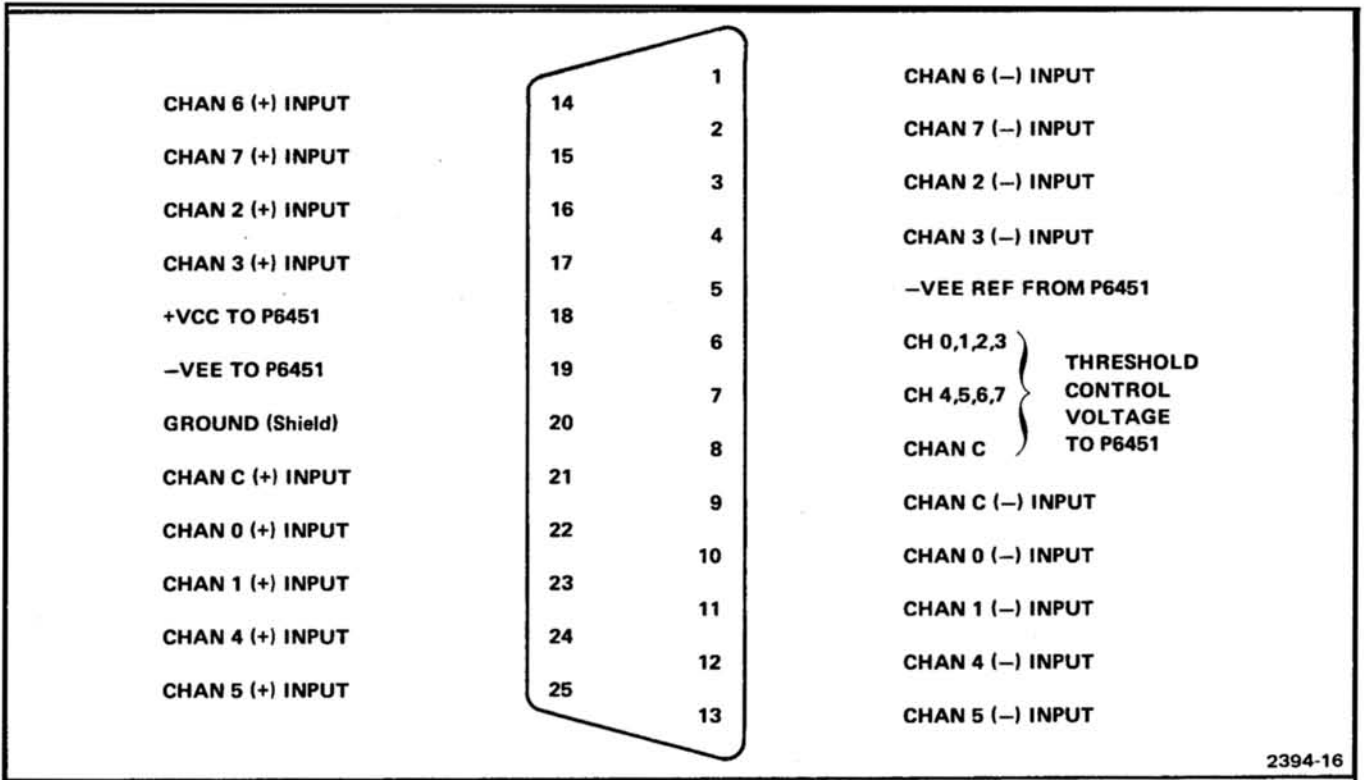 CHAN 6 (+) INPUT
CHAN 7 (+) INPUT
CHAN 2 (+) INPUT
CHAN 3 (+) INPUT
+VCC TO P6451
−VEE TO P6451
GROUND (Shield)
CHAN C (+) INPUT
CHAN 0 (+) INPUT
CHAN 1 (+) INPUT
CHAN 4 (+) INPUT
CHAN 5 (+) INPUT
14
15
16
17
18
19
20
21
22
23
24
25
1
2
3
4
5
6
7
8
9
10
11
12
13
CHAN 6 (−) INPUT
CHAN 7 (−) INPUT
CHAN 2 (−) INPUT
CHAN 3 (−) INPUT
−VEE REF FROM P6451
CH 0,1,2,3
CH 4,5,6,7
CHAN C
THRESHOLD
CONTROL
VOLTAGE
TO P6451
CHAN C (−) INPUT
CHAN 0 (−) INPUT
CHAN 1 (−) INPUT
CHAN 4 (−) INPUT
CHAN 5 (−) INPUT
2394-16